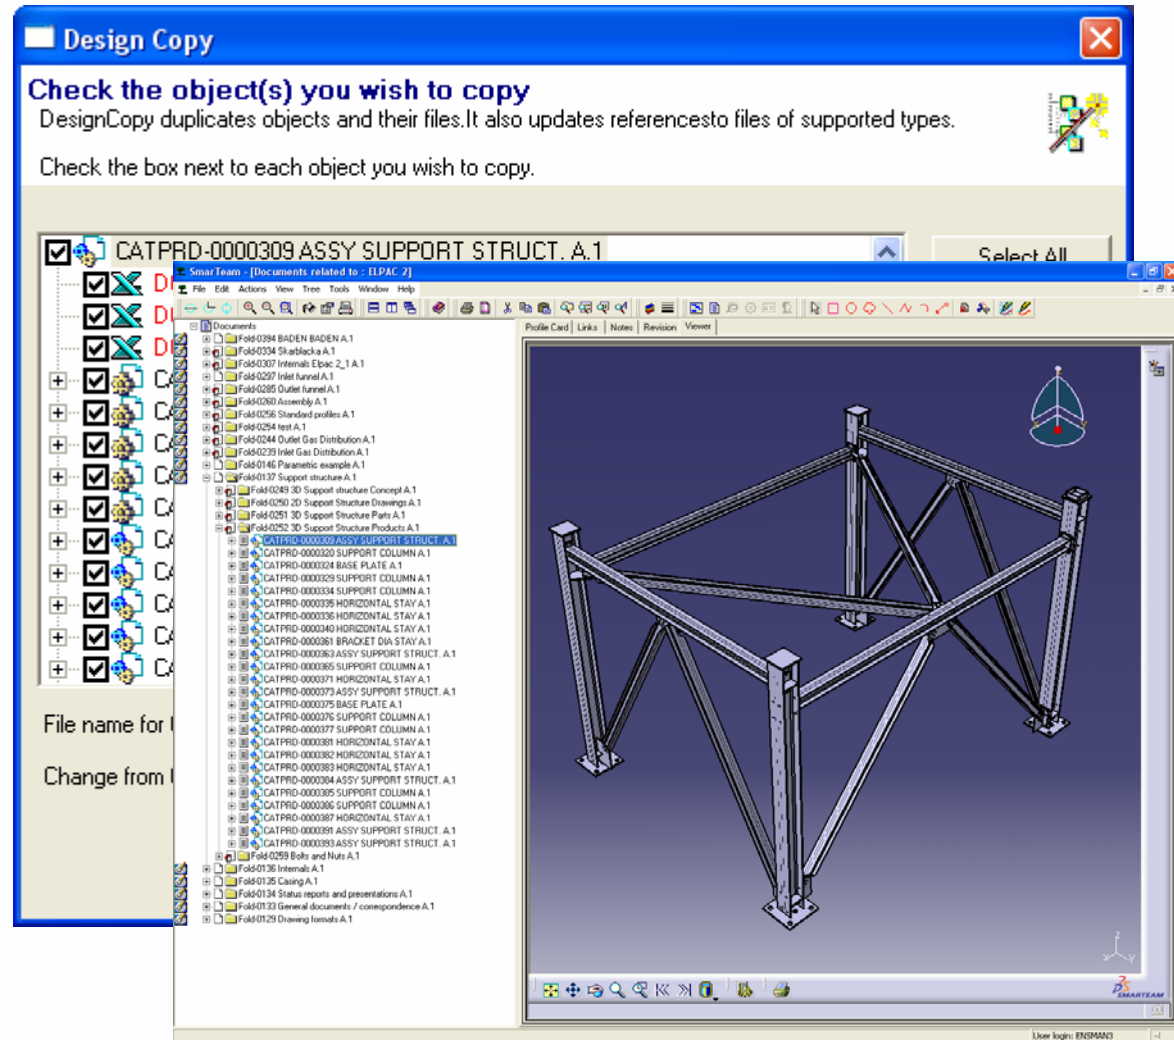 Design Copy
Check the object(s) you wish to copy
DesignCopy duplicates objects and their files.It also updates referencesto files of supported types.
Check the box next to each object you wish to copy.
CATPRD-0000309 ASSY SUPPORT STRUCT. A.1
Select All
SmarTeam - [Documents related to : ELPAC 2]
File Edit Actions View Tree Tools Window Help
Profile Card Links Notes Revision Viewer
Documents
Fold-0394 BADEN BADEN A.1
Fold-0334 Skarblacka A.1
Fold-0307 Internals Elpac 2_1 A.1
Fold-0297 Inlet funnel A.1
Fold-0285 Outlet funnel A.1
Fold-0260 Assembly A.1
Fold-0256 Standard profiles A.1
Fold-0254 test A.1
Fold-0244 Outlet Gas Distribution A.1
Fold-0239 Inlet Gas Distribution A.1
Fold-0146 Parametric example A.1
Fold-0137 Support structure A.1
Fold-0249 3D Support structure Concept A.1
Fold-0250 2D Support Structure Drawings A.1
Fold-0251 3D Support Structure Parts A.1
Fold-0252 3D Support Structure Products A.1
CATPRD-0000309 ASSY SUPPORT STRUCT. A.1
CATPRD-0000320 SUPPORT COLUMN A.1
CATPRD-0000324 BASE PLATE A.1
CATPRD-0000329 SUPPORT COLUMN A.1
CATPRD-0000334 SUPPORT COLUMN A.1
CATPRD-0000335 HORIZONTAL STAY A.1
CATPRD-0000336 HORIZONTAL STAY A.1
CATPRD-0000340 HORIZONTAL STAY A.1
CATPRD-0000361 BRACKET DIA STAY A.1
CATPRD-0000363 ASSY SUPPORT STRUCT. A.1
CATPRD-0000365 SUPPORT COLUMN A.1
CATPRD-0000371 HORIZONTAL STAY A.1
CATPRD-0000373 ASSY SUPPORT STRUCT. A.1
CATPRD-0000375 BASE PLATE A.1
CATPRD-0000376 SUPPORT COLUMN A.1
CATPRD-0000377 SUPPORT COLUMN A.1
CATPRD-0000381 HORIZONTAL STAY A.1
CATPRD-0000382 HORIZONTAL STAY A.1
CATPRD-0000383 HORIZONTAL STAY A.1
CATPRD-0000384 ASSY SUPPORT STRUCT. A.1
CATPRD-0000385 SUPPORT COLUMN A.1
CATPRD-0000386 SUPPORT COLUMN A.1
CATPRD-0000387 HORIZONTAL STAY A.1
CATPRD-0000391 ASSY SUPPORT STRUCT. A.1
CATPRD-0000393 ASSY SUPPORT STRUCT. A.1
Fold-0259 Bolts and Nuts A.1
Fold-0136 Internals A.1
Fold-0135 Casing A.1
Fold-0134 Status reports and presentations A.1
Fold-0133 General documents / correspondence A.1
Fold-0129 Drawing formats A.1
File name for
Change from
SMARTEAM
User login: ENSMAN3